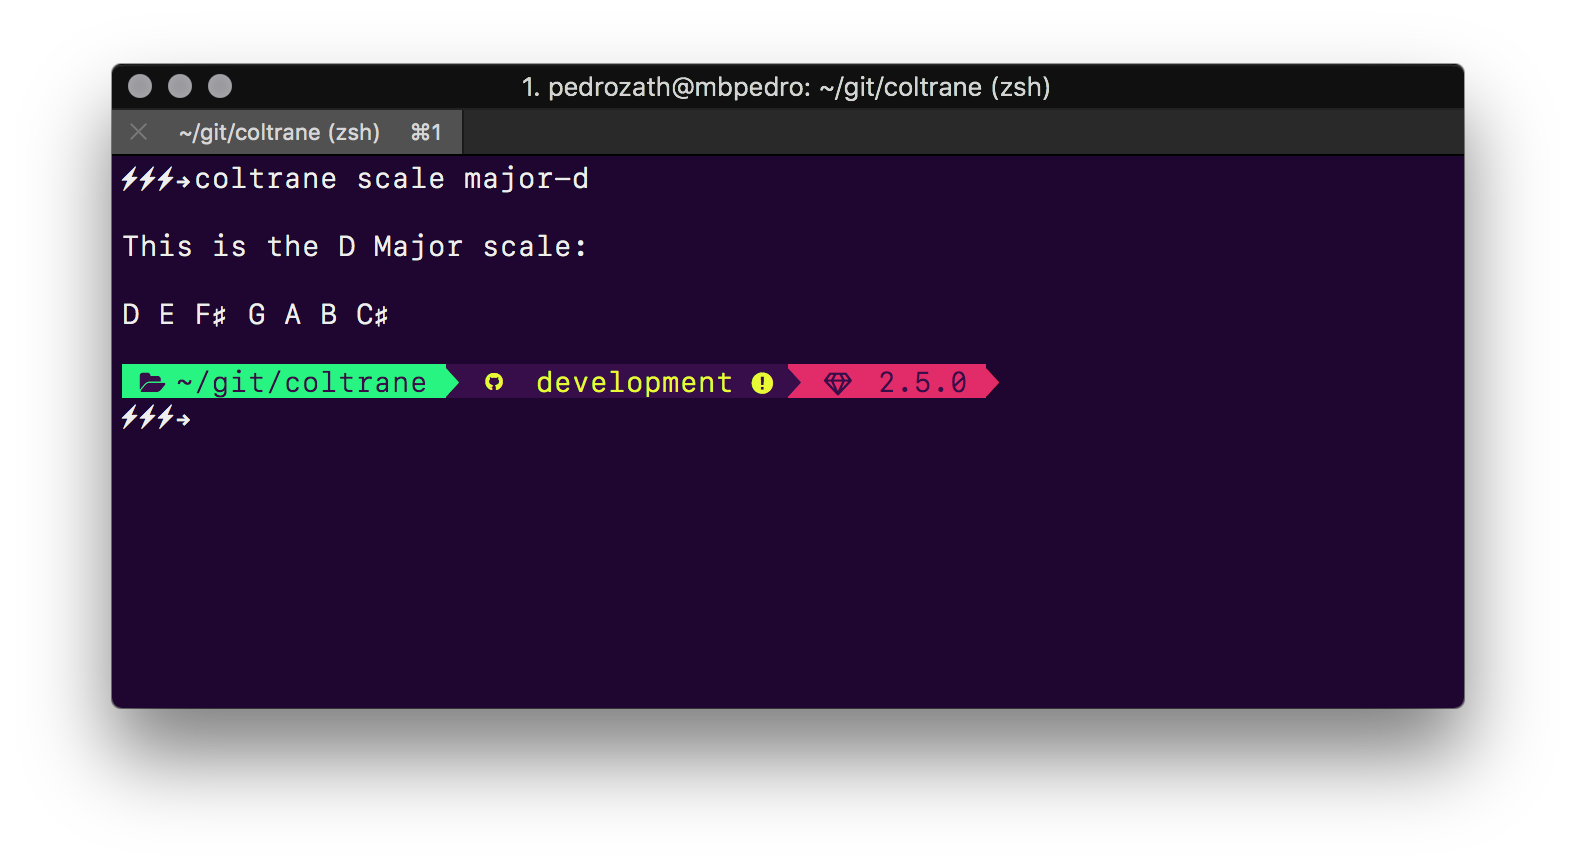 1. pedrozath@mbpedro: ~/git/coltrane (zsh)
~/git/coltrane (zsh) ⌘1
⚡⚡⚡➜coltrane scale major-d
This is the D Major scale:
D E F♯ G A B C♯
~/git/coltrane development 2.5.0
⚡⚡⚡➜